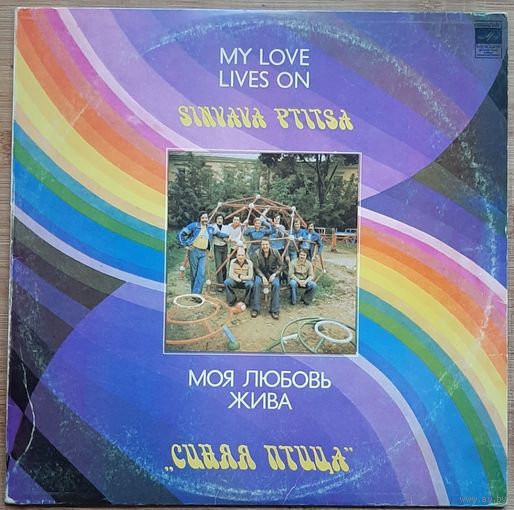 MY LOVE
LIVES ON
SINYAYA PTITSA
МОЯ ЛЮБОВЬ
ЖИВА
„СИНЯЯ ПТИЦА"